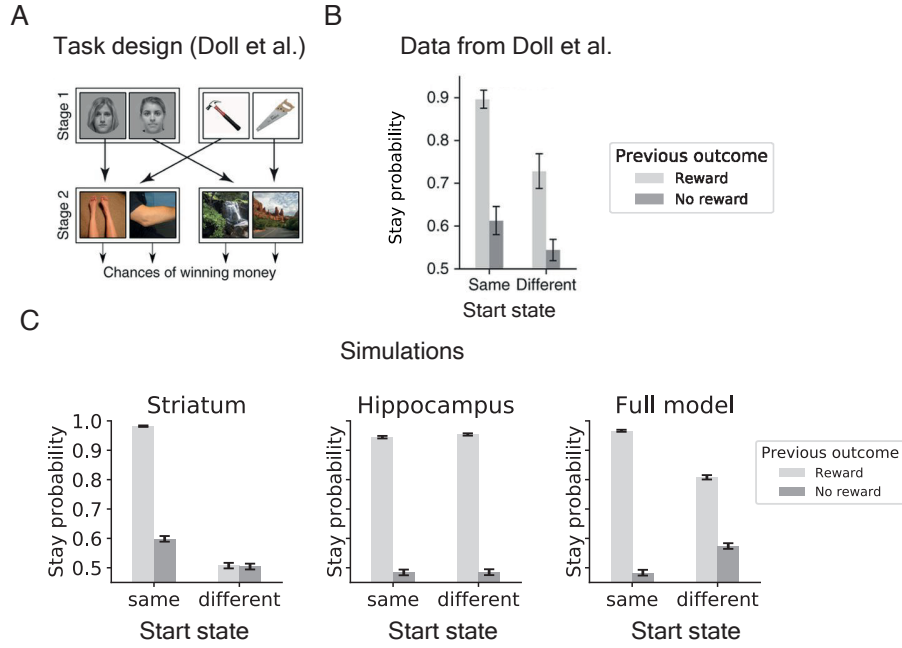 A
Task design (Doll et al.)
Stage 1
Stage 2
Chances of winning money
B
Data from Doll et al.
Stay probability
0.9
0.8
0.7
0.6
0.5
Same Different
Start state
Previous outcome
Reward
No reward
C
Simulations
Striatum
Stay probability
1.0
0.9
0.8
0.7
0.6
0.5
same different
Start state
Hippocampus
Stay probability
same different
Start state
Full model
Stay probability
same different
Start state
Previous outcome
Reward
No reward